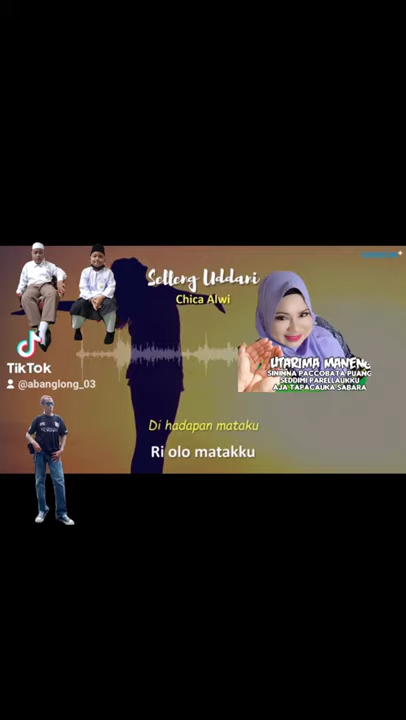 Selleng Uddani
Chica Alwi
UTARIMA MANENG
SININNA PACCOBATA PUANG
SEDDIMI PARELLAUKKU
AJA TAPACAUKA SABARA
TikTok
@abanglong_03
Di hadapan mataku
Ri olo matakku